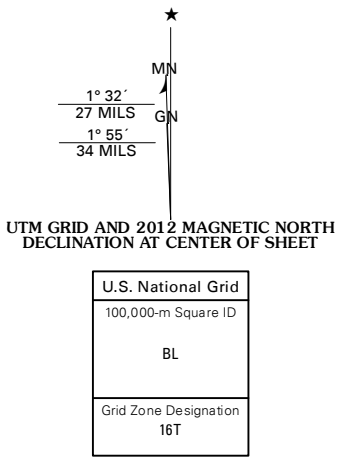 ★
MN
1° 32´
27 MILS
GN
1° 55´
34 MILS
UTM GRID AND 2012 MAGNETIC NORTH
DECLINATION AT CENTER OF SHEET
U.S. National Grid
100,000-m Square ID
BL
Grid Zone Designation
16T